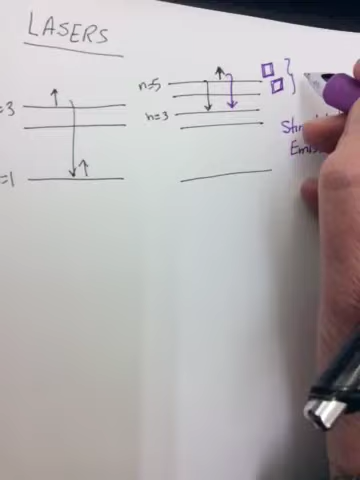 LASERS
n=5
=3
n=3
=1